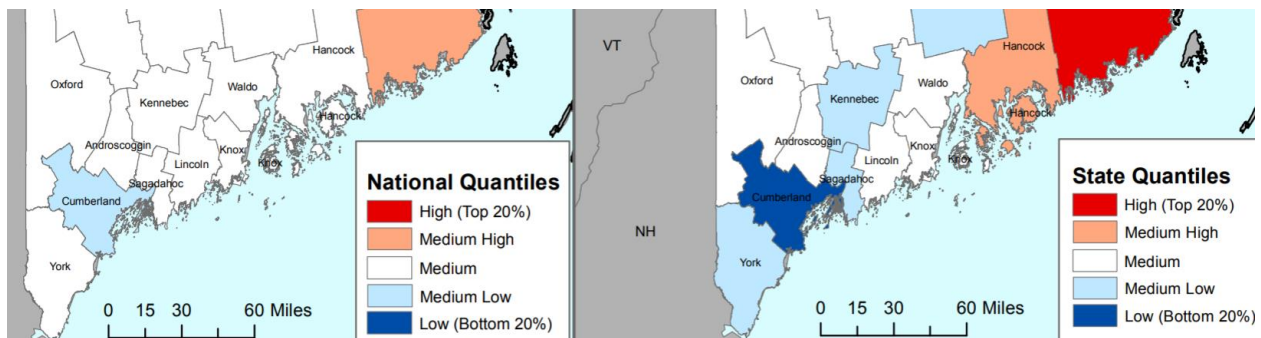 Hancock
Oxford
Waldo
Kennebec
Hancock
Androscoggin
Knox
Lincoln
Knox
Sagadahoc
Cumberland
York
National Quantiles
High (Top 20%)
Medium High
Medium
Medium Low
Low (Bottom 20%)
0 15 30 60 Miles
VT
NH
Hancock
Oxford
Waldo
Kennebec
Hancock
Androscoggin
Knox
Lincoln
Knox
Sagadahoc
Cumberland
York
State Quantiles
High (Top 20%)
Medium High
Medium
Medium Low
Low (Bottom 20%)
0 15 30 60 Miles